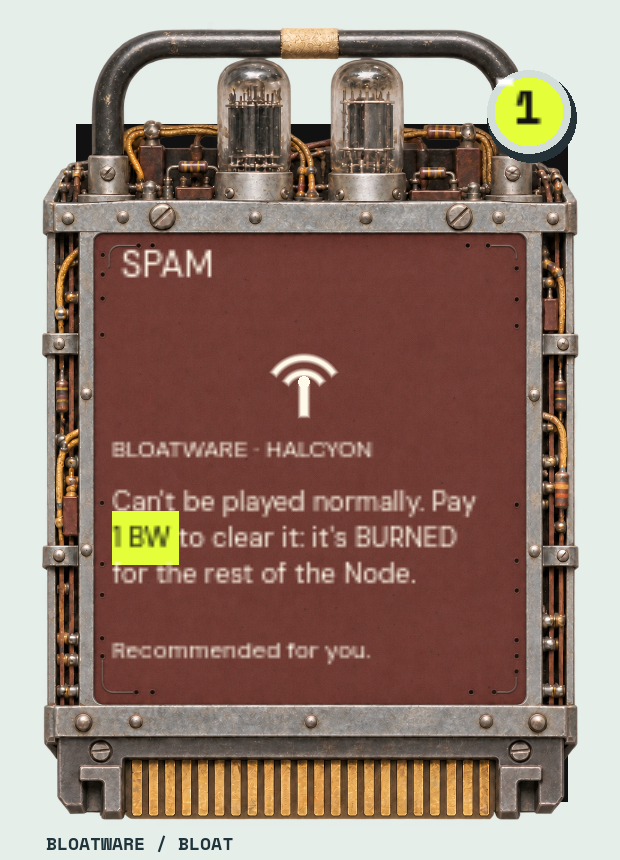 1
SPAM
BLOATWARE - HALCYON
Can't be played normally. Pay
1 BW to clear it: it's BURNED
for the rest of the Node.
Recommended for you.
BLOATWARE / BLOAT